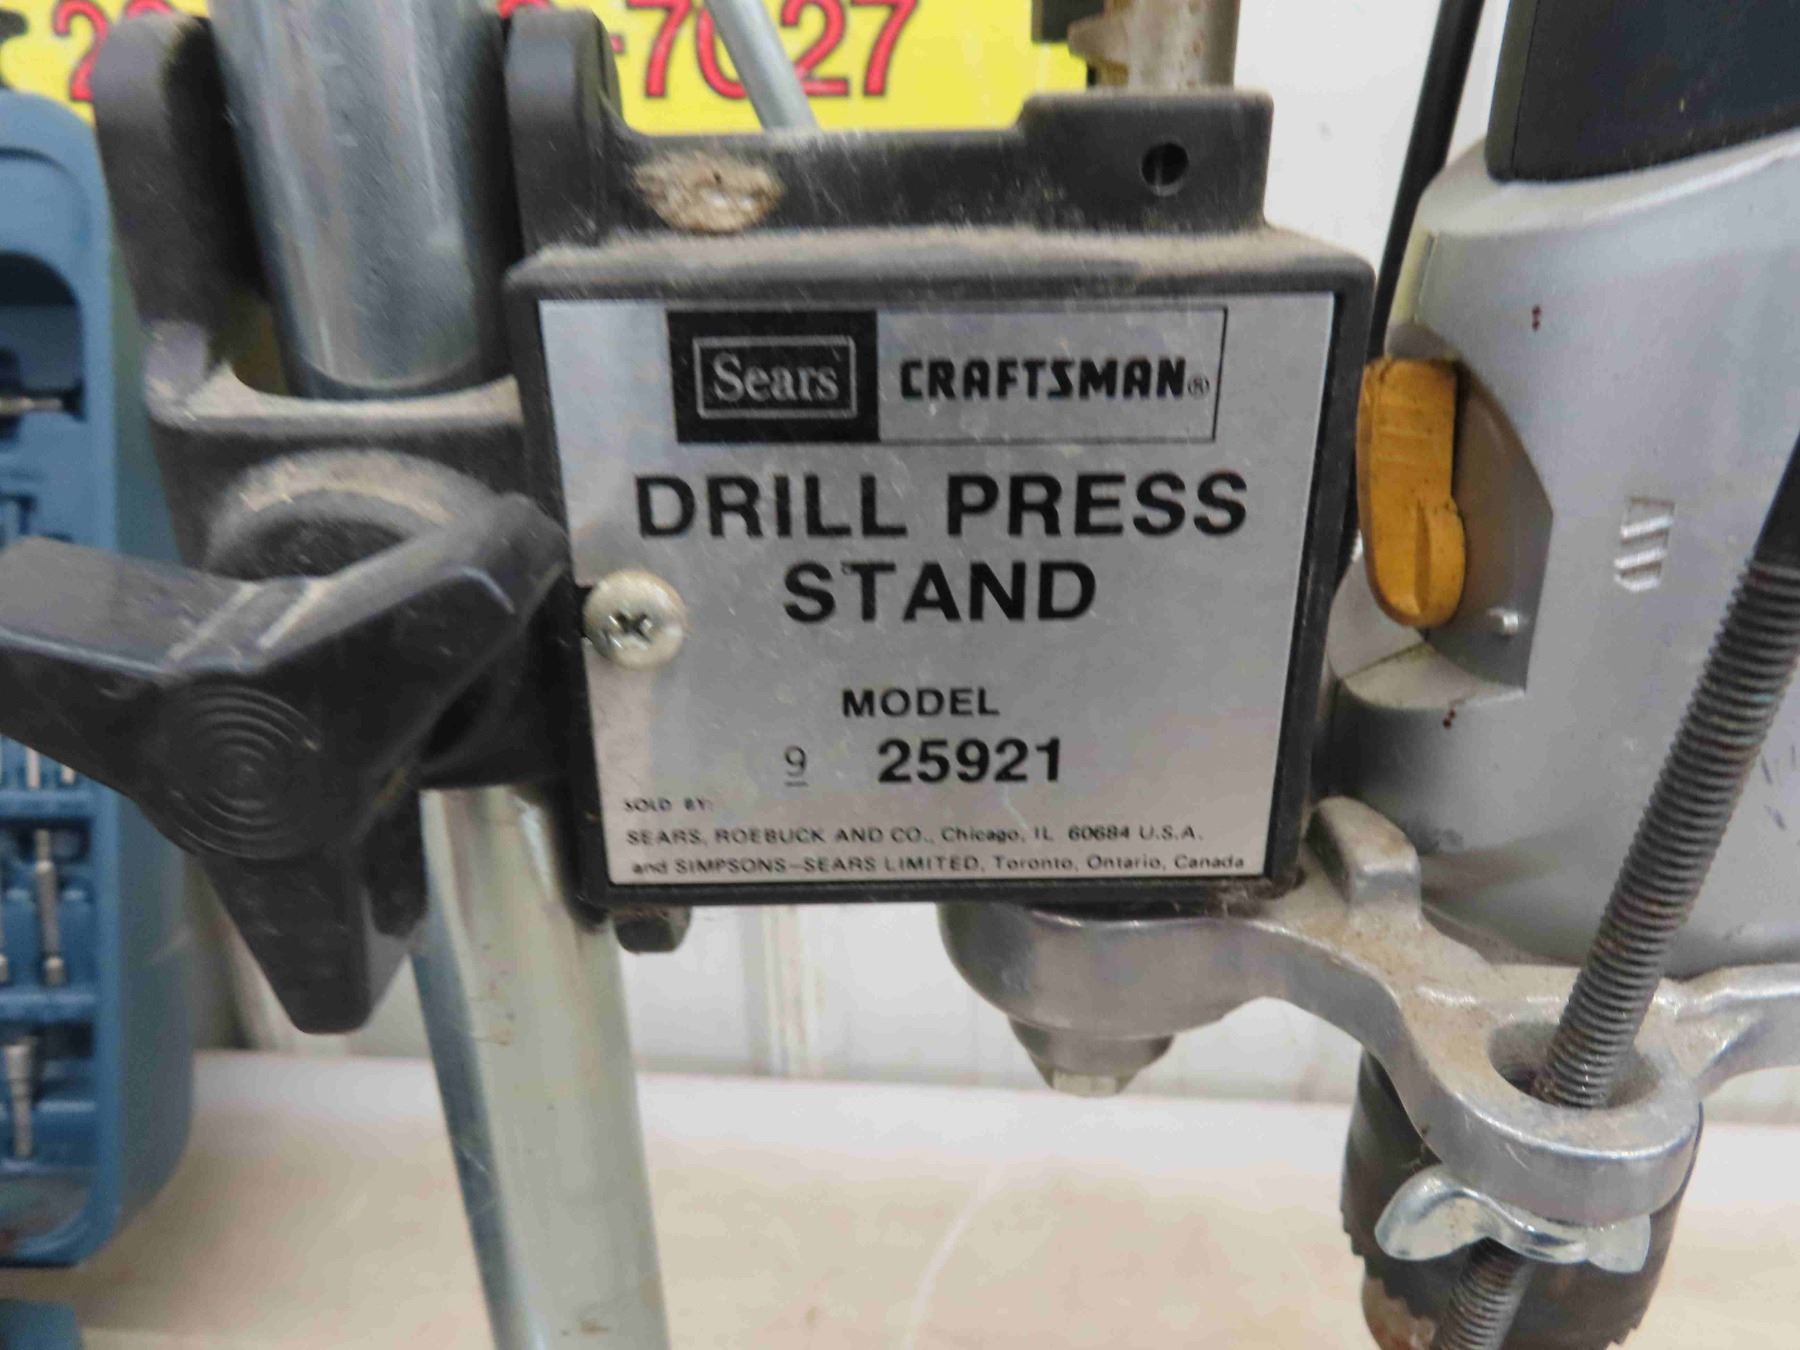 7027
Sears CRAFTSMAN®
DRILL PRESS
STAND
MODEL
9 25921
SOLD BY:
SEARS, ROEBUCK AND CO., Chicago, IL 60684 U.S.A.
and SIMPSONS-SEARS LIMITED, Toronto, Ontario, Canada